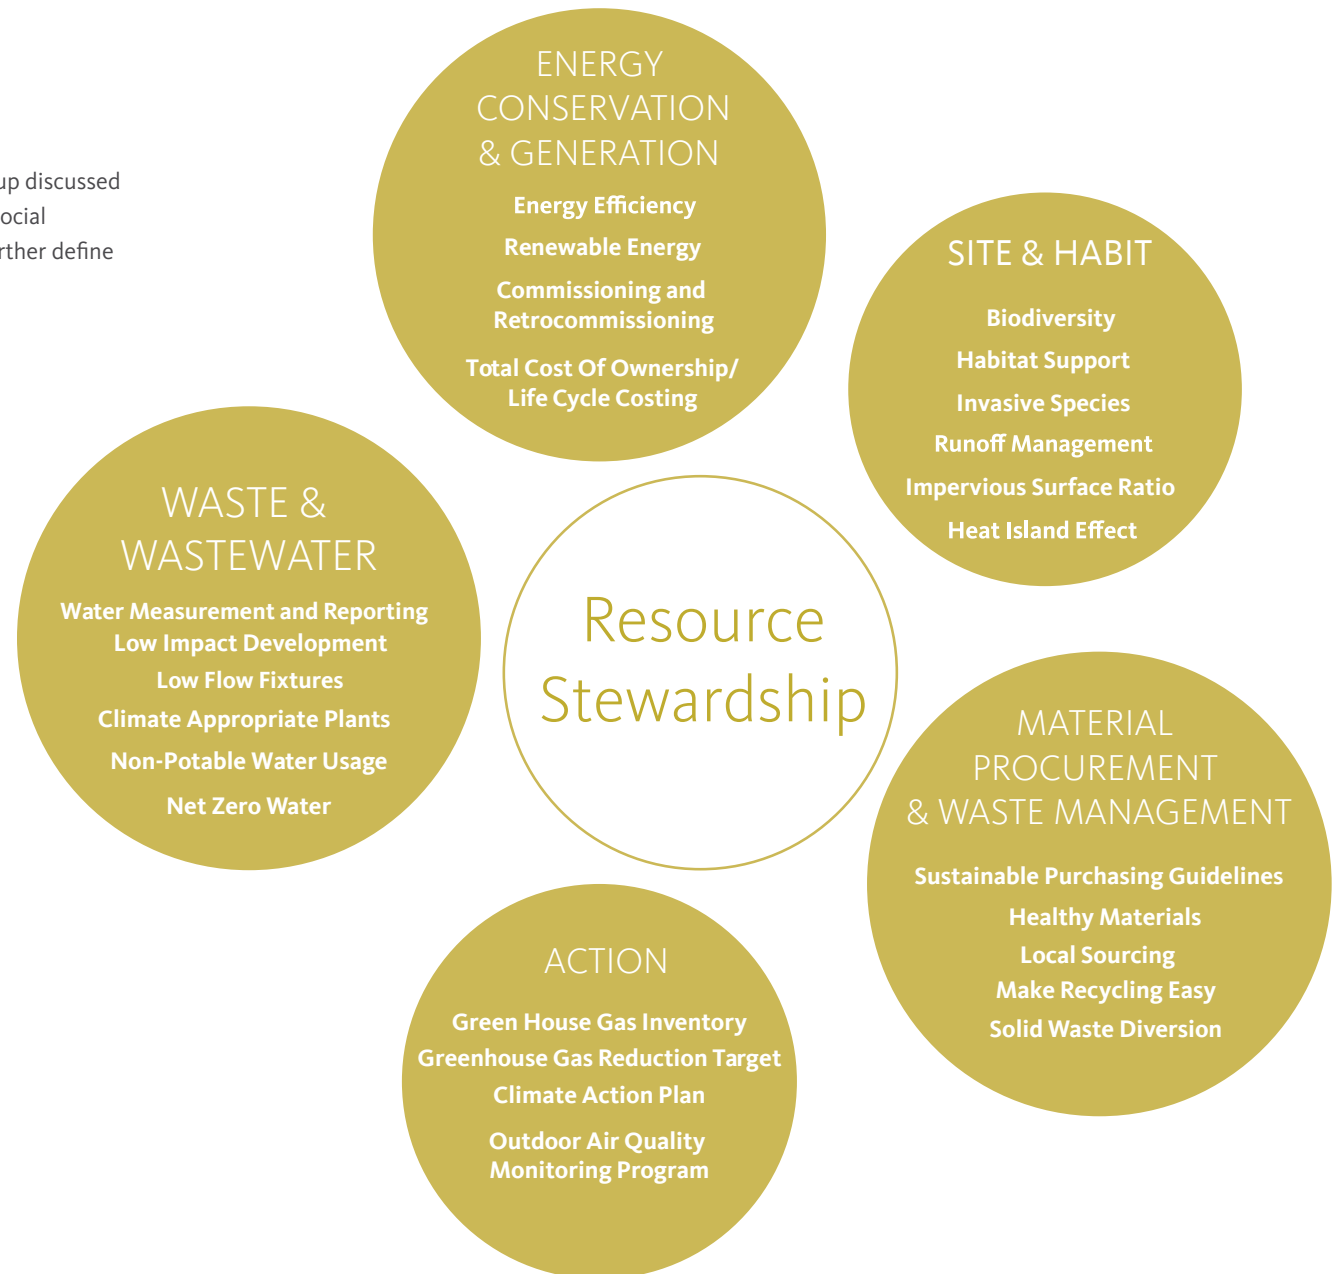 up discussed
ocial
rther define
ENERGY
CONSERVATION
& GENERATION
Energy Efficiency
Renewable Energy
Commissioning and
Retrocommissioning
Total Cost Of Ownership/
Life Cycle Costing
SITE & HABIT
Biodiversity
Habitat Support
Invasive Species
Runoff Management
Impervious Surface Ratio
Heat Island Effect
WASTE &
WASTEWATER
Water Measurement and Reporting
Low Impact Development
Low Flow Fixtures
Climate Appropriate Plants
Non-Potable Water Usage
Net Zero Water
Resource
Stewardship
MATERIAL
PROCUREMENT
& WASTE MANAGEMENT
Sustainable Purchasing Guidelines
Healthy Materials
Local Sourcing
Make Recycling Easy
Solid Waste Diversion
ACTION
Green House Gas Inventory
Greenhouse Gas Reduction Target
Climate Action Plan
Outdoor Air Quality
Monitoring Program